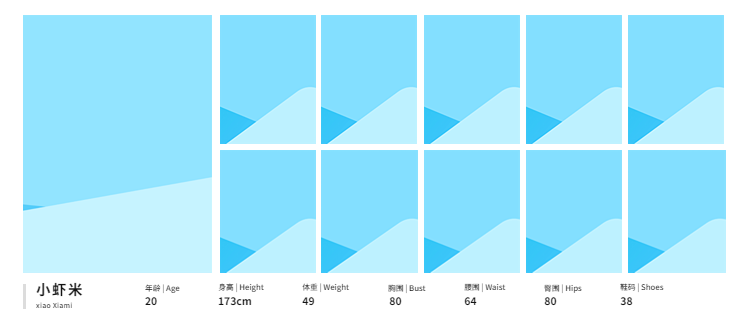 小虾米
xiao Xiami
年龄 | Age
20
身高 | Height
173cm
体重 | Weight
49
胸围 | Bust
80
腰围 | Waist
64
臀围 | Hips
80
鞋码 | Shoes
38